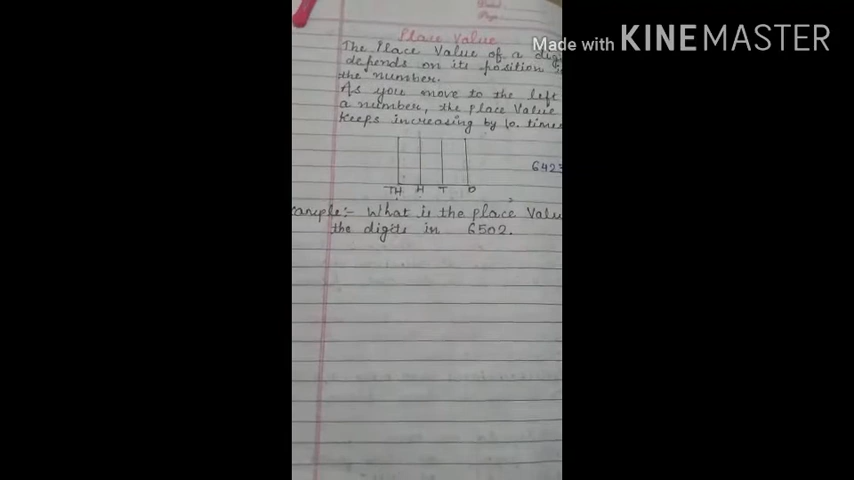 Made with KINEMASTER
Place Value
The Place Value of a
depends on its position
the number.
As you move to the left
a number, the place Value
keeps increasing by 10. times
6423
TH H T O
example:- What is the place Valu
the digits in 6502.